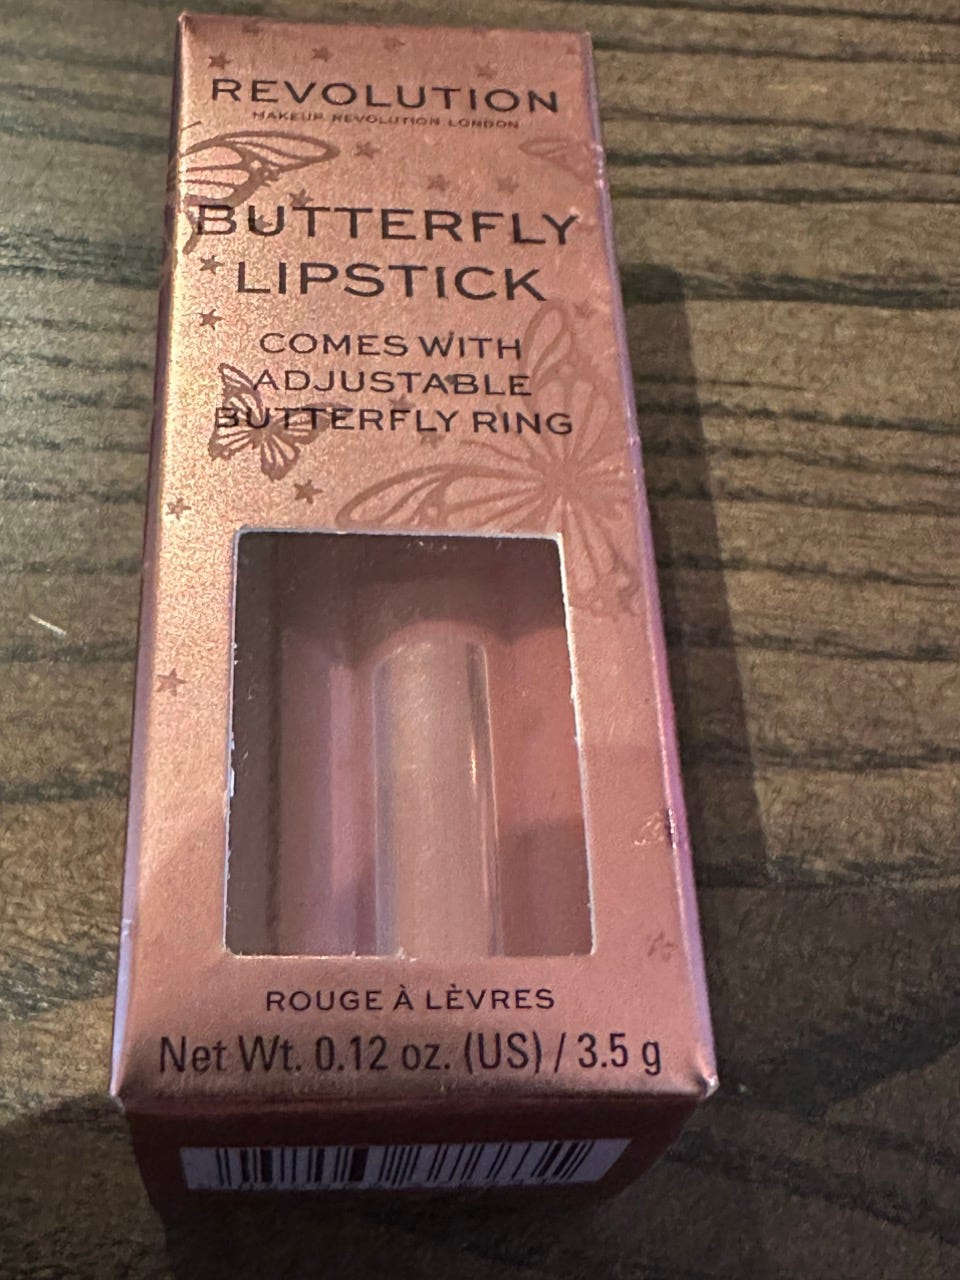 REVOLUTION
MAKEUP REVOLUTION LONDON
BUTTERFLY
LIPSTICK
COMES WITH
ADJUSTABLE
BUTTERFLY RING
ROUGE À LÈVRES
Net Wt. 0.12 oz. (US) / 3.5 g